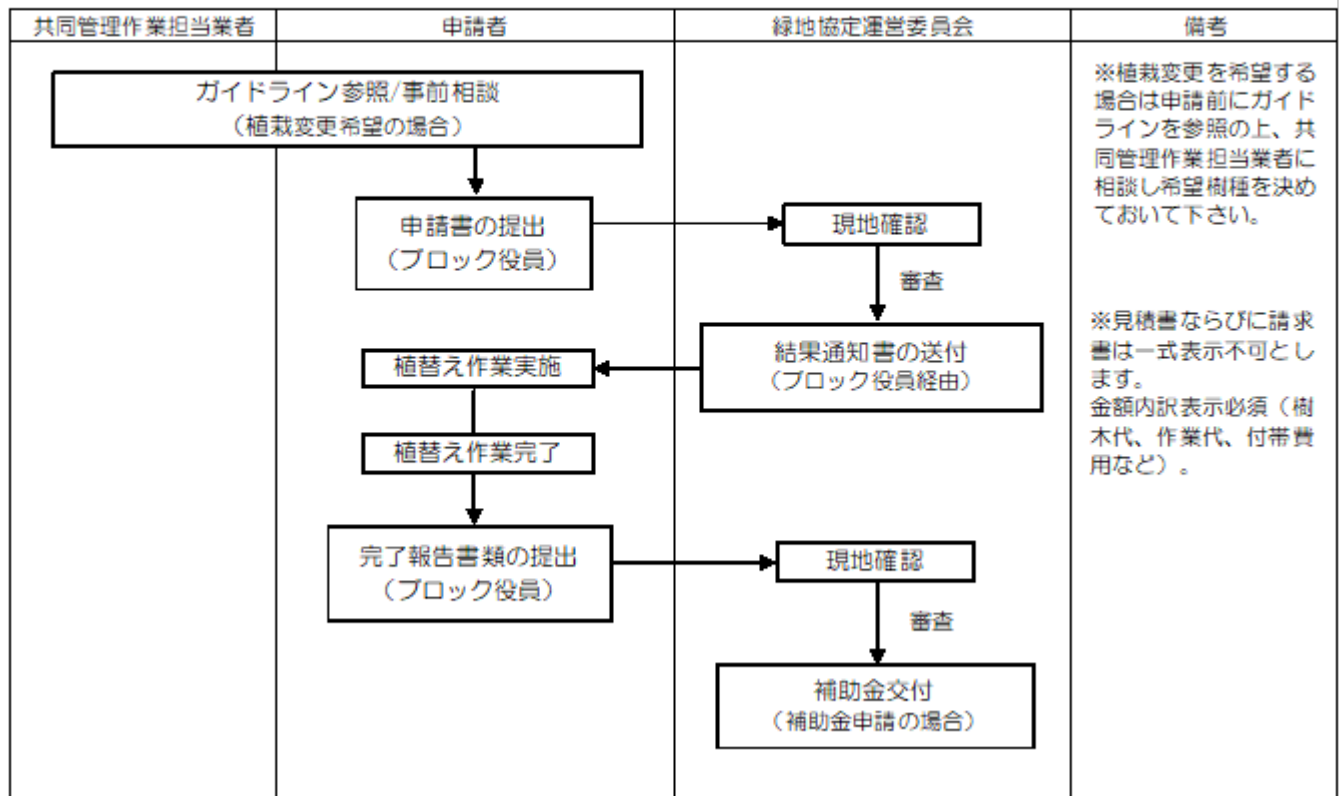 共同管理作業担当業者
申請者
緑地協定運営委員会
備考
ガイドライン参照/事前相談
（植栽変更希望の場合）
※植栽変更を希望する
場合は申請前にガイド
ラインを参照の上、共
同管理作業担当業者に
相談し希望樹種を決め
ておいて下さい。
申請書の提出
（ブロック役員）
現地確認
審査
結果通知書の送付
（ブロック役員経由）
※見積書ならびに請求
書は一式表示不可とし
ます。
金額内訳表示必須（樹
木代、作業代、付帯費
用など）。
植替え作業実施
植替え作業完了
完了報告書類の提出
（ブロック役員）
現地確認
審査
補助金交付
（補助金申請の場合）